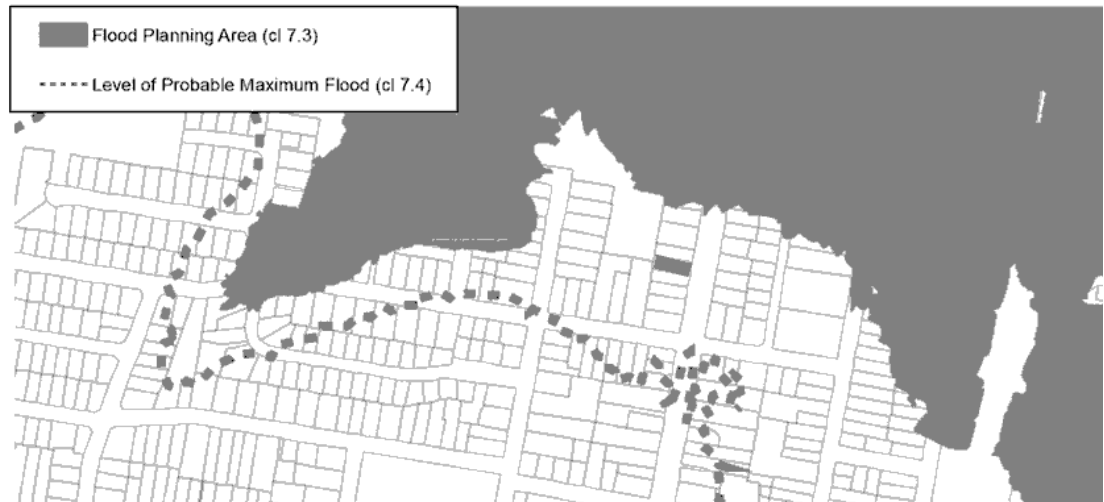 Flood Planning Area (cl 7.3)
Level of Probable Maximum Flood (cl 7.4)